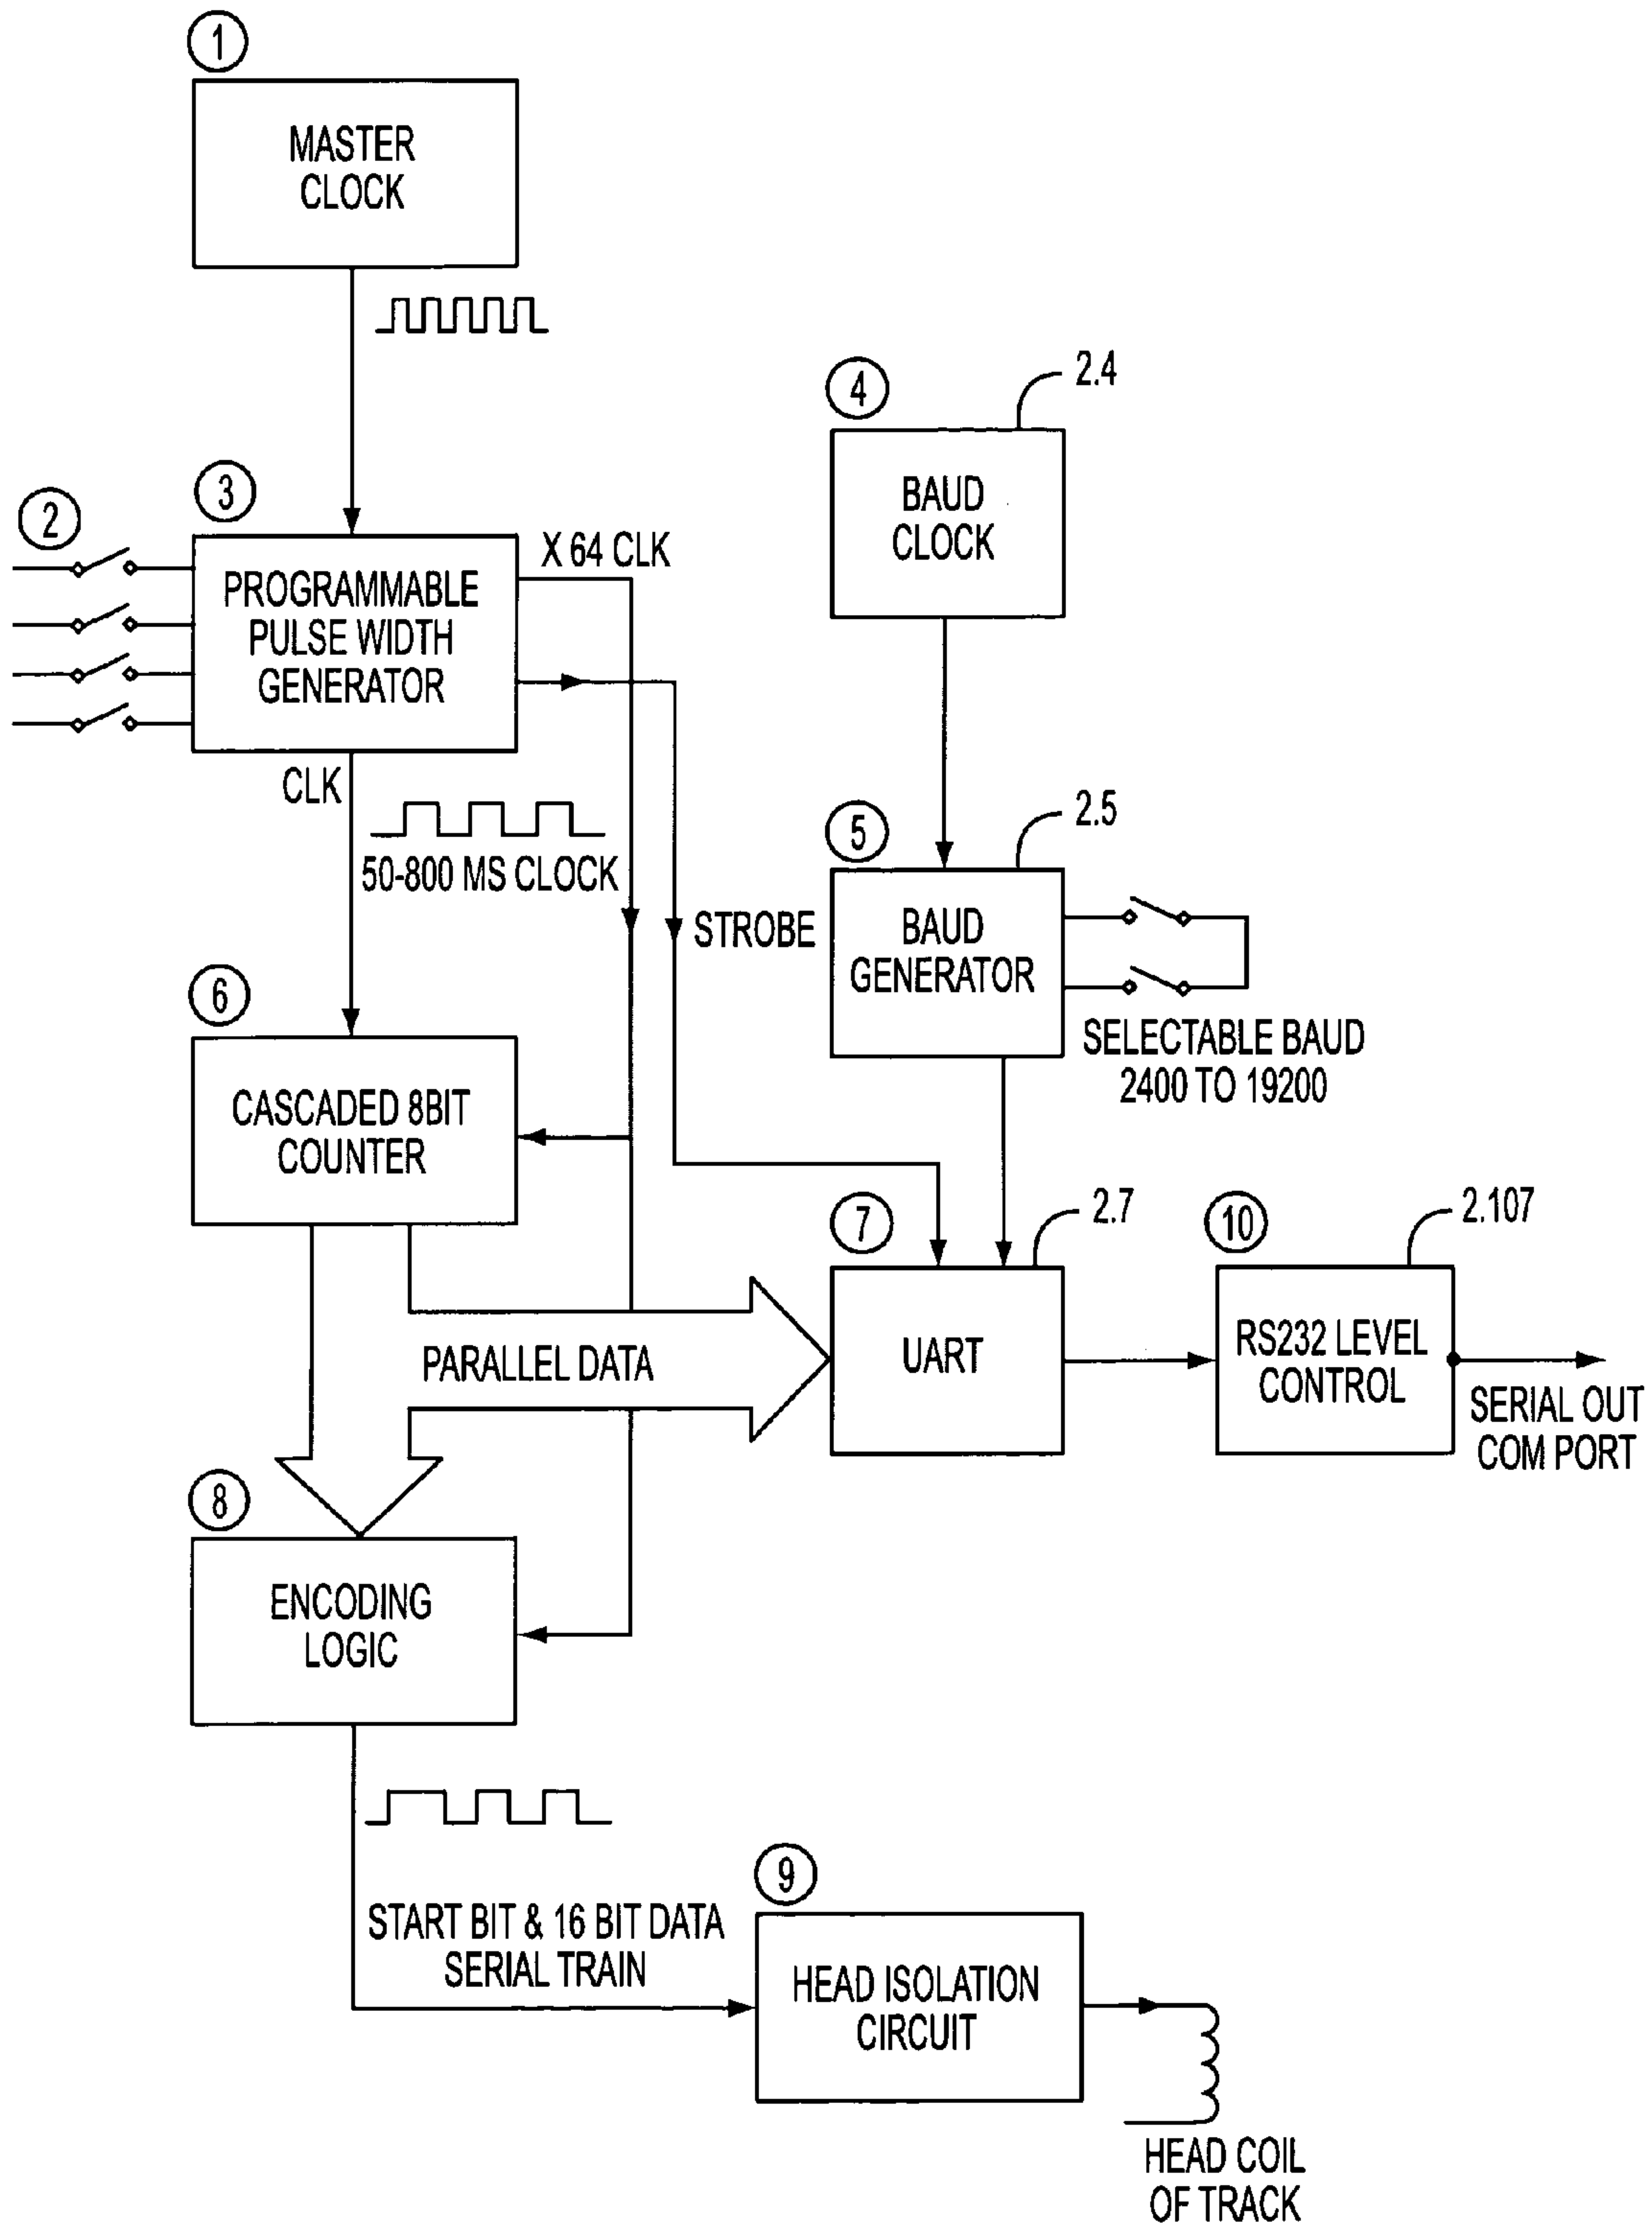 1
MASTER
CLOCK
2
3
PROGRAMMABLE
PULSE WIDTH
GENERATOR
X 64 CLK
CLK
50-800 MS CLOCK
STROBE
4
2.4
BAUD
CLOCK
5
2.5
BAUD
GENERATOR
SELECTABLE BAUD
2400 TO 19200
6
CASCADED 8BIT
COUNTER
PARALLEL DATA
7
2.7
UART
10
2.107
RS232 LEVEL
CONTROL
SERIAL OUT
COM PORT
8
ENCODING
LOGIC
START BIT & 16 BIT DATA
SERIAL TRAIN
9
HEAD ISOLATION
CIRCUIT
HEAD COIL
OF TRACK